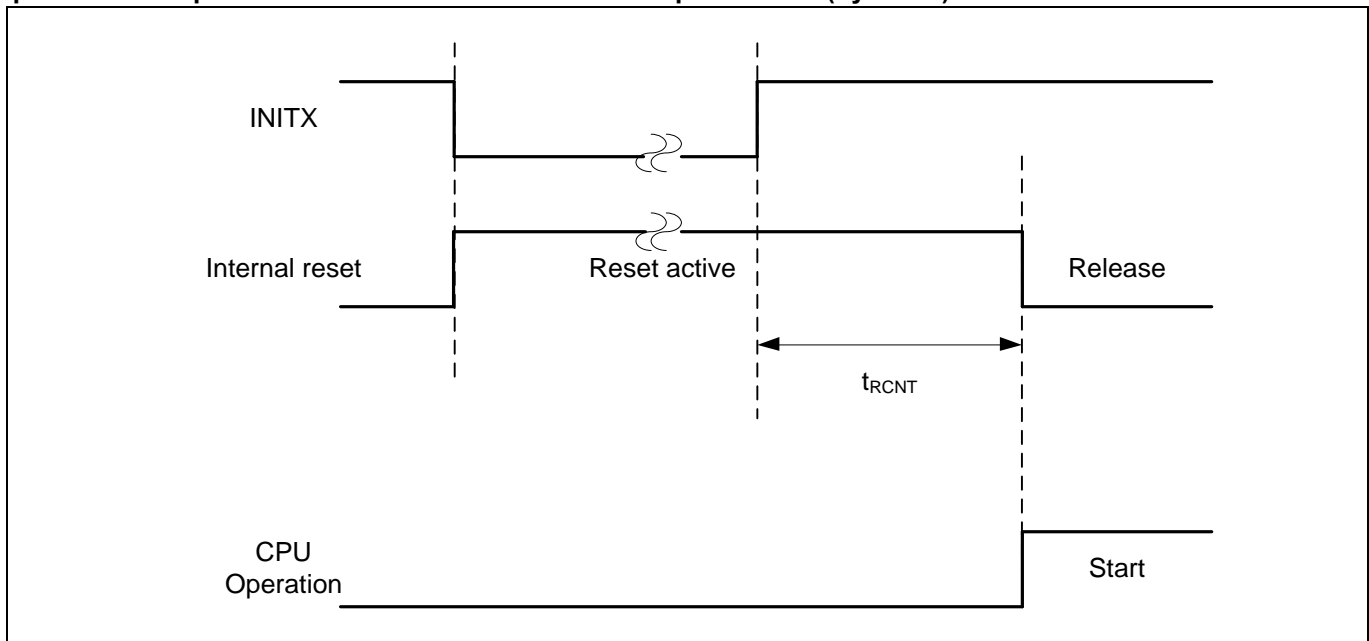 INITX
Internal reset
Reset active
Release
tRCNT
CPU
Operation
Start